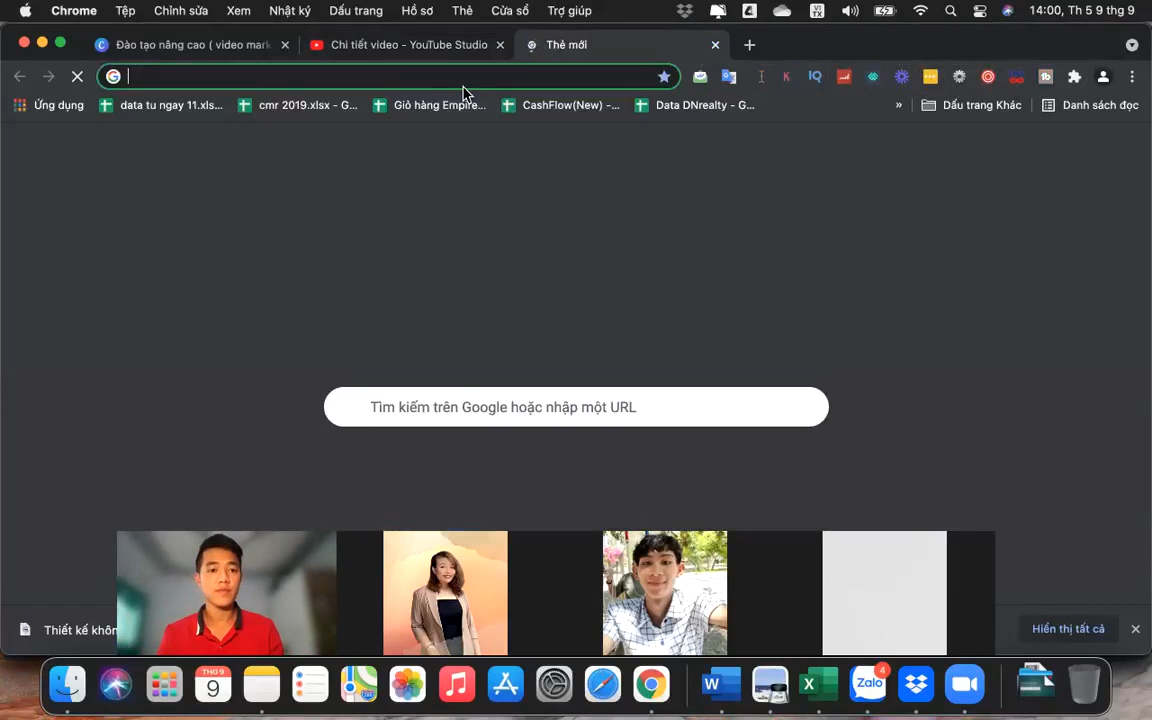 Chrome Tệp Chỉnh sửa Xem Nhật ký Dấu trang Hồ sơ Thẻ Cửa sổ Trợ giúp 14:00, Th 5 9 thg 9
Đào tạo nâng cao ( video mark Chi tiết video - YouTube Studio Thẻ mới
Ứng dụng data tu ngay 11.xls... cmr 2019.xlsx - G... Giỏ hàng Empire... CashFlow(New) -... Data DNrealty - G... » Dấu trang Khác Danh sách đọc
Tìm kiếm trên Google hoặc nhập một URL
Thiết kế khôn Hiển thị tất cả
THG 9
9
Zalo
4